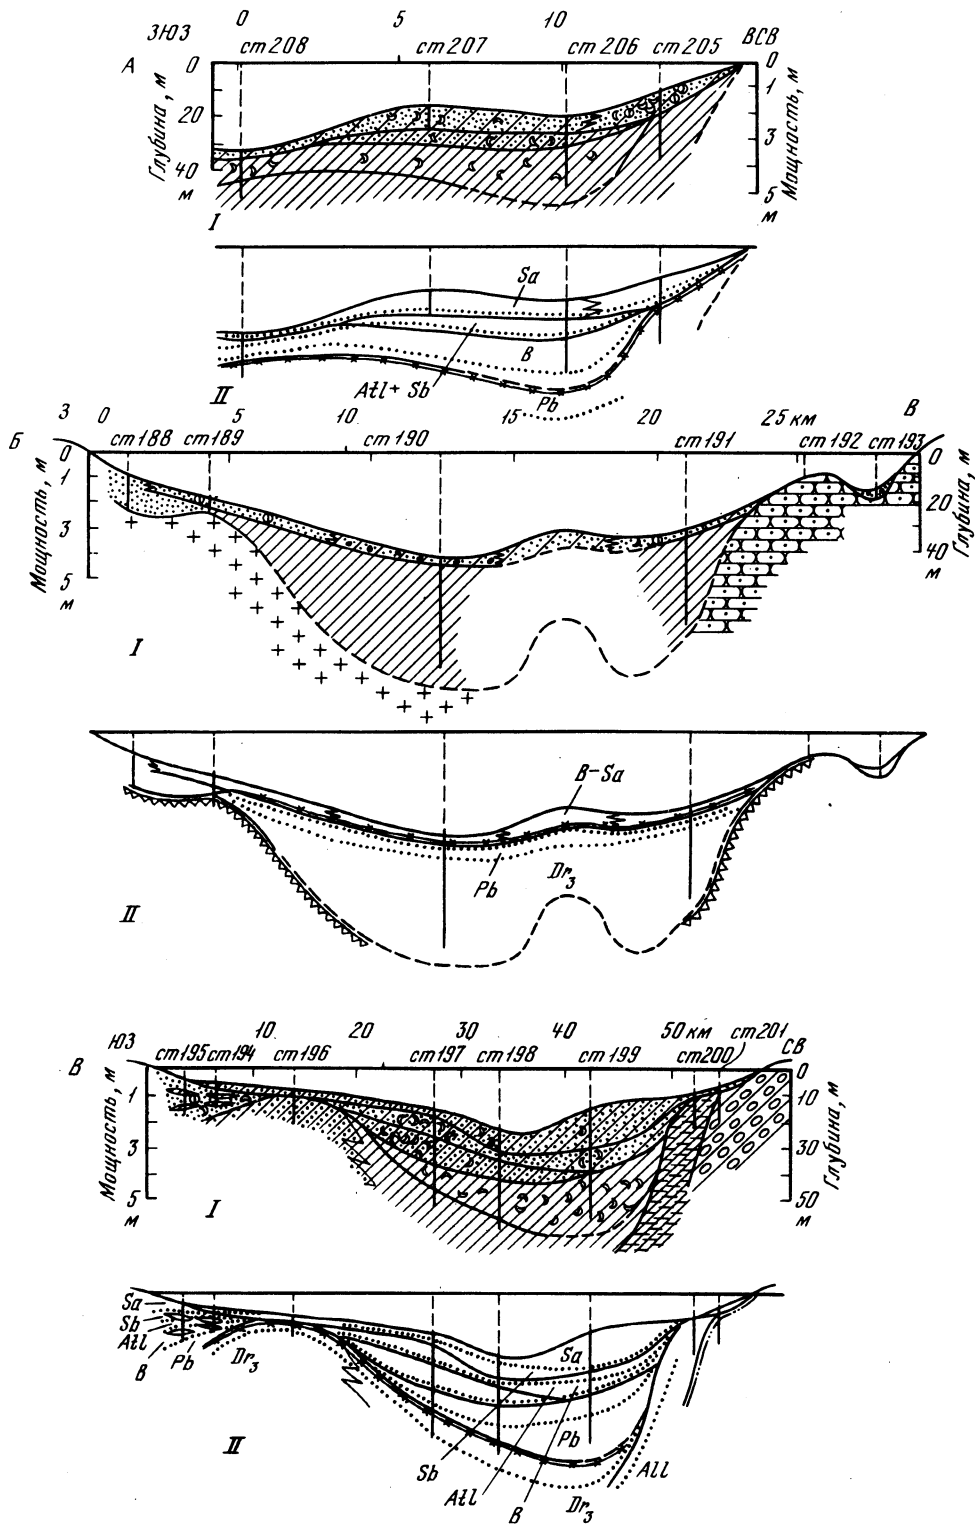 0 5 10
ЗЮЗ ст208 ст207 ст206 ст205 ВСВ
А 0 0
1
20
3
40
5
м м
Глубина, м
Мощность, м
I
Sa
B
Atl + Sb
Pb
II
З 0 5 10 15 20 25 км В
Б ст188 ст189 ст190 ст191 ст192 ст193
0 0
1
20
3
40
5
м м
Мощность, м
Глубина, м
I
B–Sa
Pb
Dr3
II
ЮЗ 10 20 30 40 50 км ст201
В ст195 ст194 ст196 ст197 ст198 ст199 ст200 СВ
0
1 10
3 30
5 50
м м
Мощность, м
Глубина, м
I
Sa
Sb
Atl
B
Pb
Dr3
Sa
Pb
Sb
Atl
B
Dr3
All
II